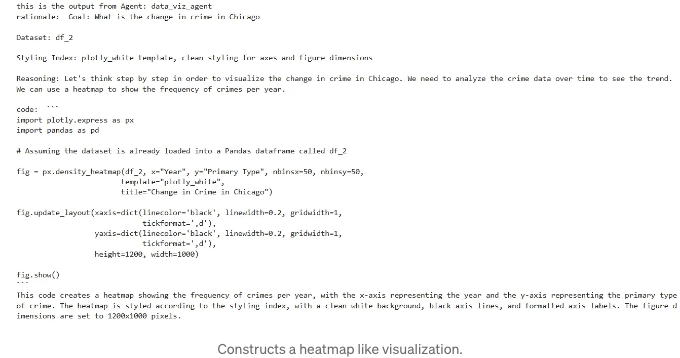 this is the output from Agent: data_viz_agent
rationale: Goal: What is the change in crime in Chicago
Dataset: df_2
Styling Index: plotly_white template, clean styling for axes and figure dimensions
Reasoning: Let's think step by step in order to visualize the change in crime in Chicago. We need to analyze the crime data over time to see the trend.
We can use a heatmap to show the frequency of crimes per year.
code: ```
import plotly.express as px
import pandas as pd
# Assuming the dataset is already loaded into a Pandas dataframe called df_2
fig = px.density_heatmap(df_2, x="Year", y="Primary Type", nbinsx=50, nbinsy=50,
template="plotly_white",
title="Change in Crime in Chicago")
fig.update_layout(xaxis=dict(linecolor='black', linewidth=0.2, gridwidth=1,
tickformat=',d'),
yaxis=dict(linecolor='black', linewidth=0.2, gridwidth=1,
tickformat=',d'),
height=1200, width=1000)
fig.show()
```
This code creates a heatmap showing the frequency of crimes per year, with the x-axis representing the year and the y-axis representing the primary type
of crime. The heatmap is styled according to the styling index, with a clean white background, black axis lines, and formatted axis labels. The figure d
imensions are set to 1200x1000 pixels.
Constructs a heatmap like visualization.